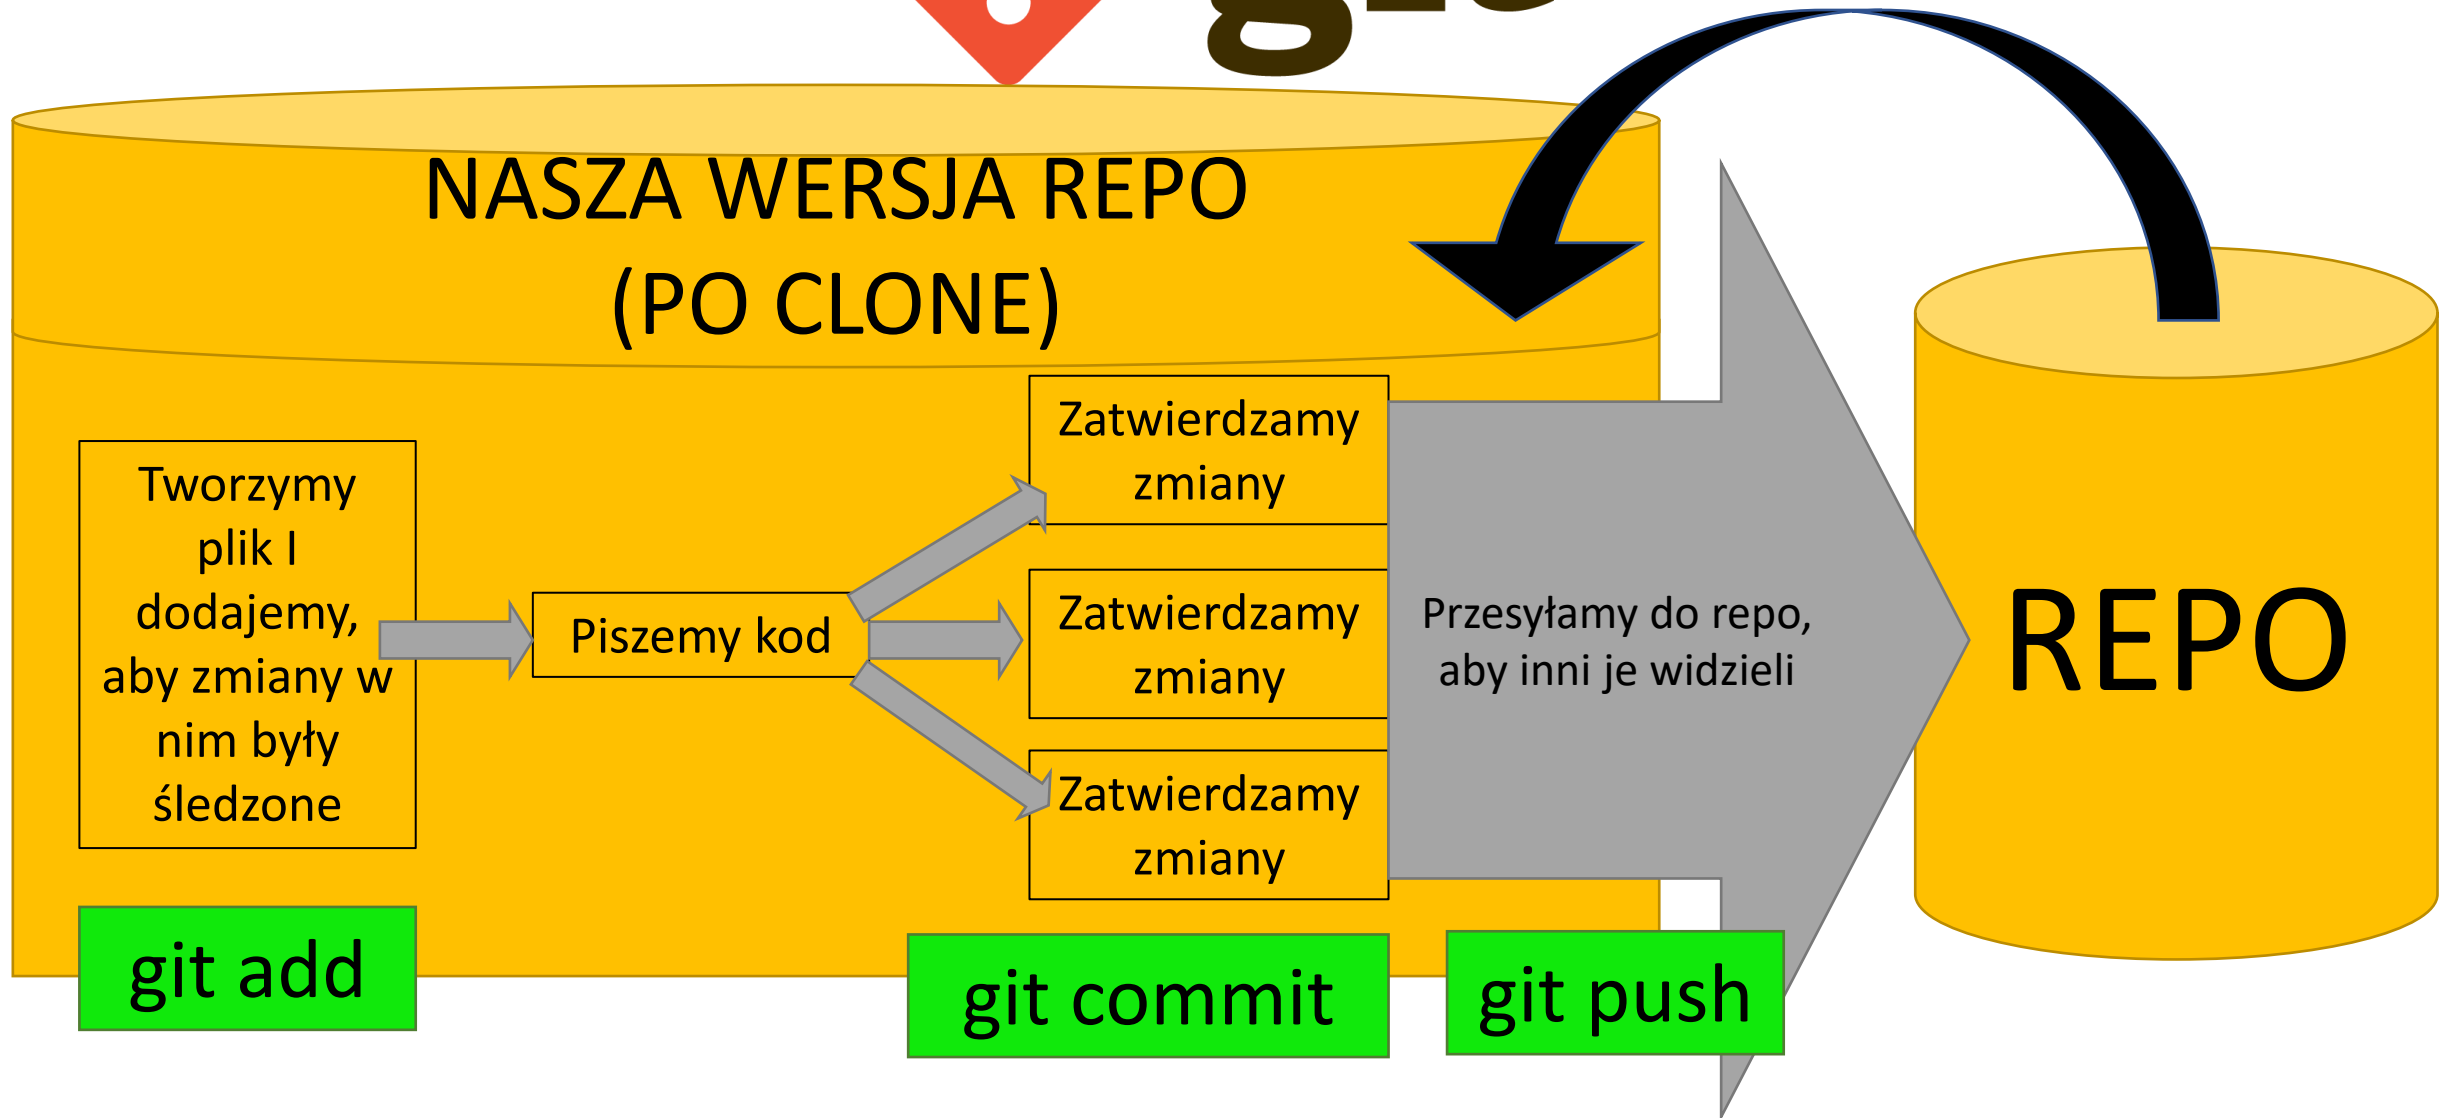 git
NASZA WERSJA REPO
(PO CLONE)
Tworzymy
plik I
dodajemy,
aby zmiany w
nim były
śledzone
Piszemy kod
Zatwierdzamy
zmiany
Zatwierdzamy
zmiany
Zatwierdzamy
zmiany
Przesyłamy do repo,
aby inni je widzieli
REPO
git add
git commit
git push